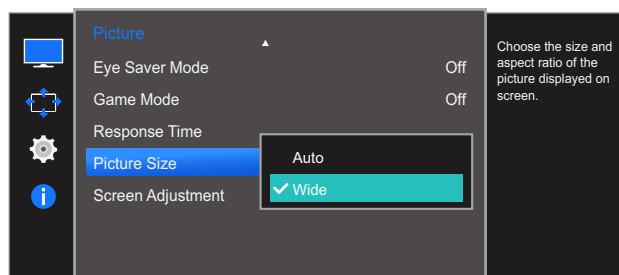 Picture
Eye Saver Mode Off
Game Mode Off
Response Time
Picture Size
Auto
Wide
Screen Adjustment
Choose the size and
aspect ratio of the
picture displayed on
screen.